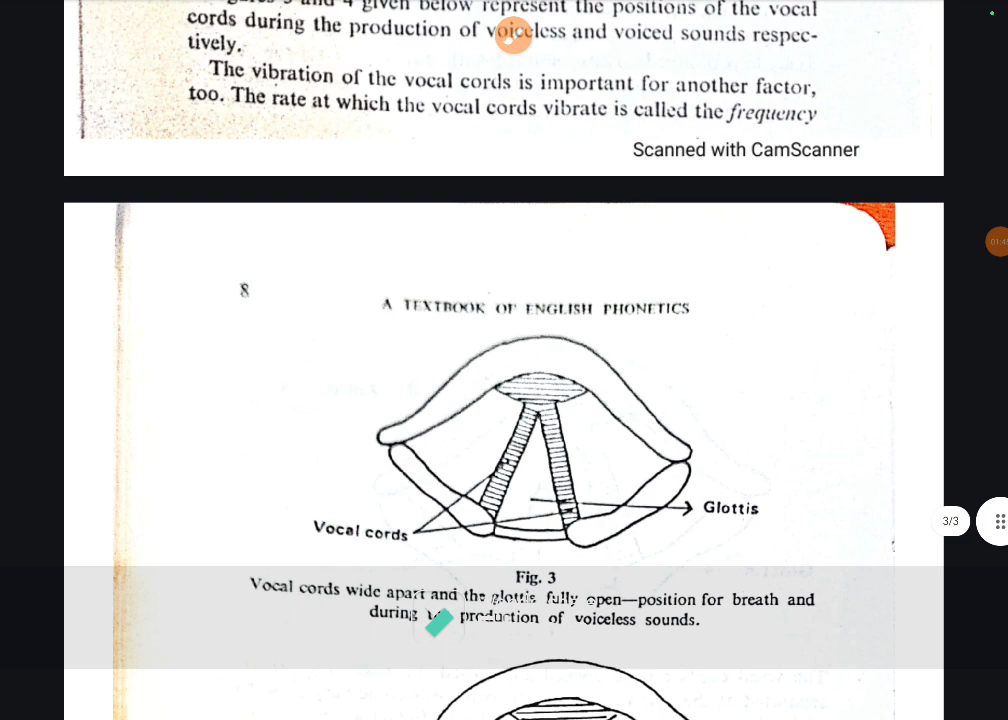 given below represent the positions of the vocal
cords during the production of voiceless and voiced sounds respec-
tively.
The vibration of the vocal cords is important for another factor,
too. The rate at which the vocal cords vibrate is called the frequency
Scanned with CamScanner
8
A TEXTBOOK OF ENGLISH PHONETICS
Glottis
Vocal cords
3/3
Fig. 3
Vocal cords wide apart and the glottis fully open—position for breath and
during production of voiceless sounds.